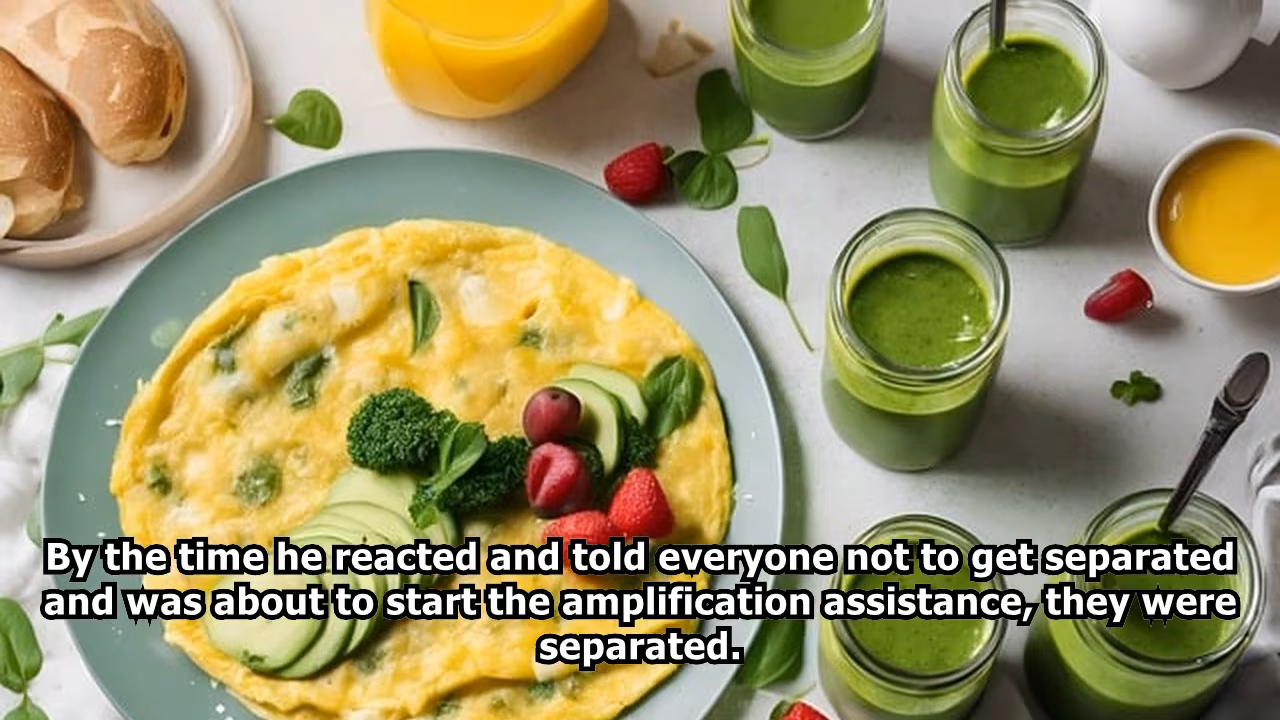 By the time he reacted and told everyone not to get separated
and was about to start the amplification assistance, they were
separated.